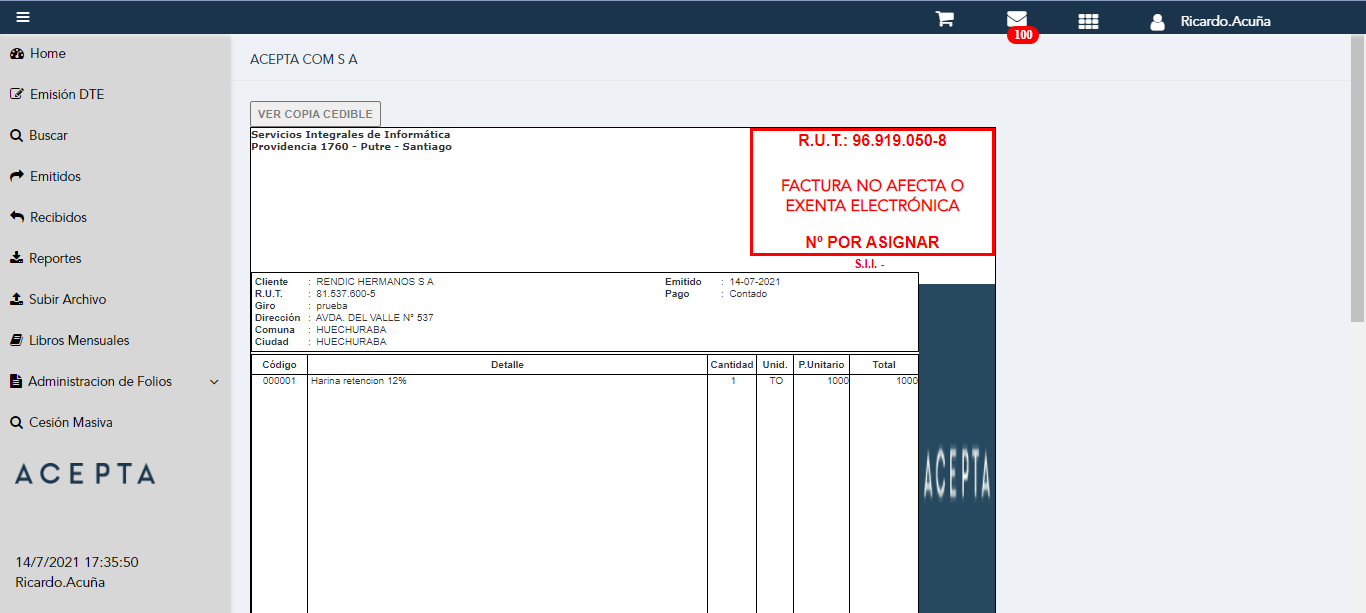 Ricardo.Acuña
100
Home
Emisión DTE
Buscar
Emitidos
Recibidos
Reportes
Subir Archivo
Libros Mensuales
Administracion de Folios
Cesión Masiva
ACEPTA
14/7/2021 17:35:50
Ricardo.Acuña
ACEPTA COM S A
VER COPIA CEDIBLE
Servicios Integrales de Informática
Providencia 1760 - Putre - Santiago
R.U.T.: 96.919.050-8
FACTURA NO AFECTA O
EXENTA ELECTRÓNICA
Nº POR ASIGNAR
S.I.I. -
Cliente : RENDIC HERMANOS S A Emitido : 14-07-2021
R.U.T. : 81.537.600-5 Pago : Contado
Giro : prueba
Dirección : AVDA. DEL VALLE N° 537
Comuna : HUECHURABA
Ciudad : HUECHURABA
Código Detalle Cantidad Unid. P.Unitario Total
000001 Harina retencion 12% 1 TO 1000 1000
ACEPTA